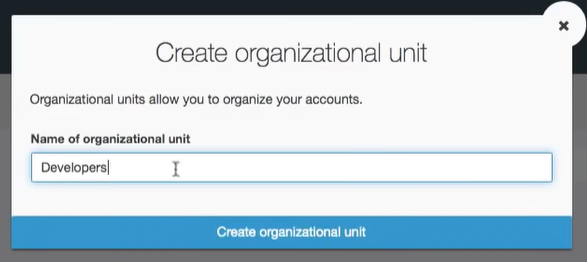 Create organizational unit
Organizational units allow you to organize your accounts.
Name of organizational unit
Developers
Create organizational unit